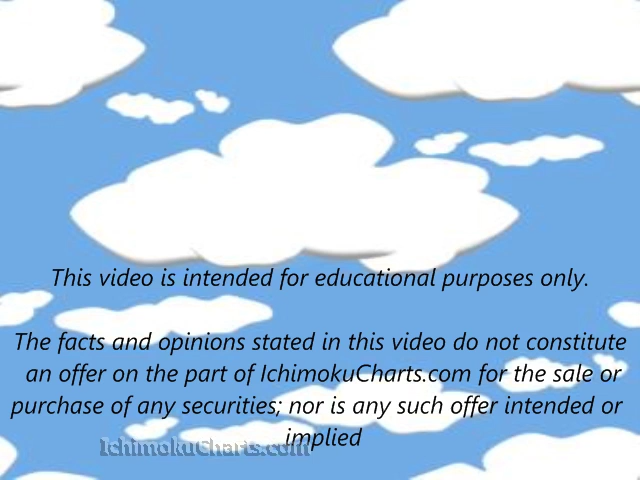 This video is intended for educational purposes only.
The facts and opinions stated in this video do not constitute
an offer on the part of IchimokuCharts.com for the sale or
purchase of any securities; nor is any such offer intended or
implied
IchimokuCharts.com